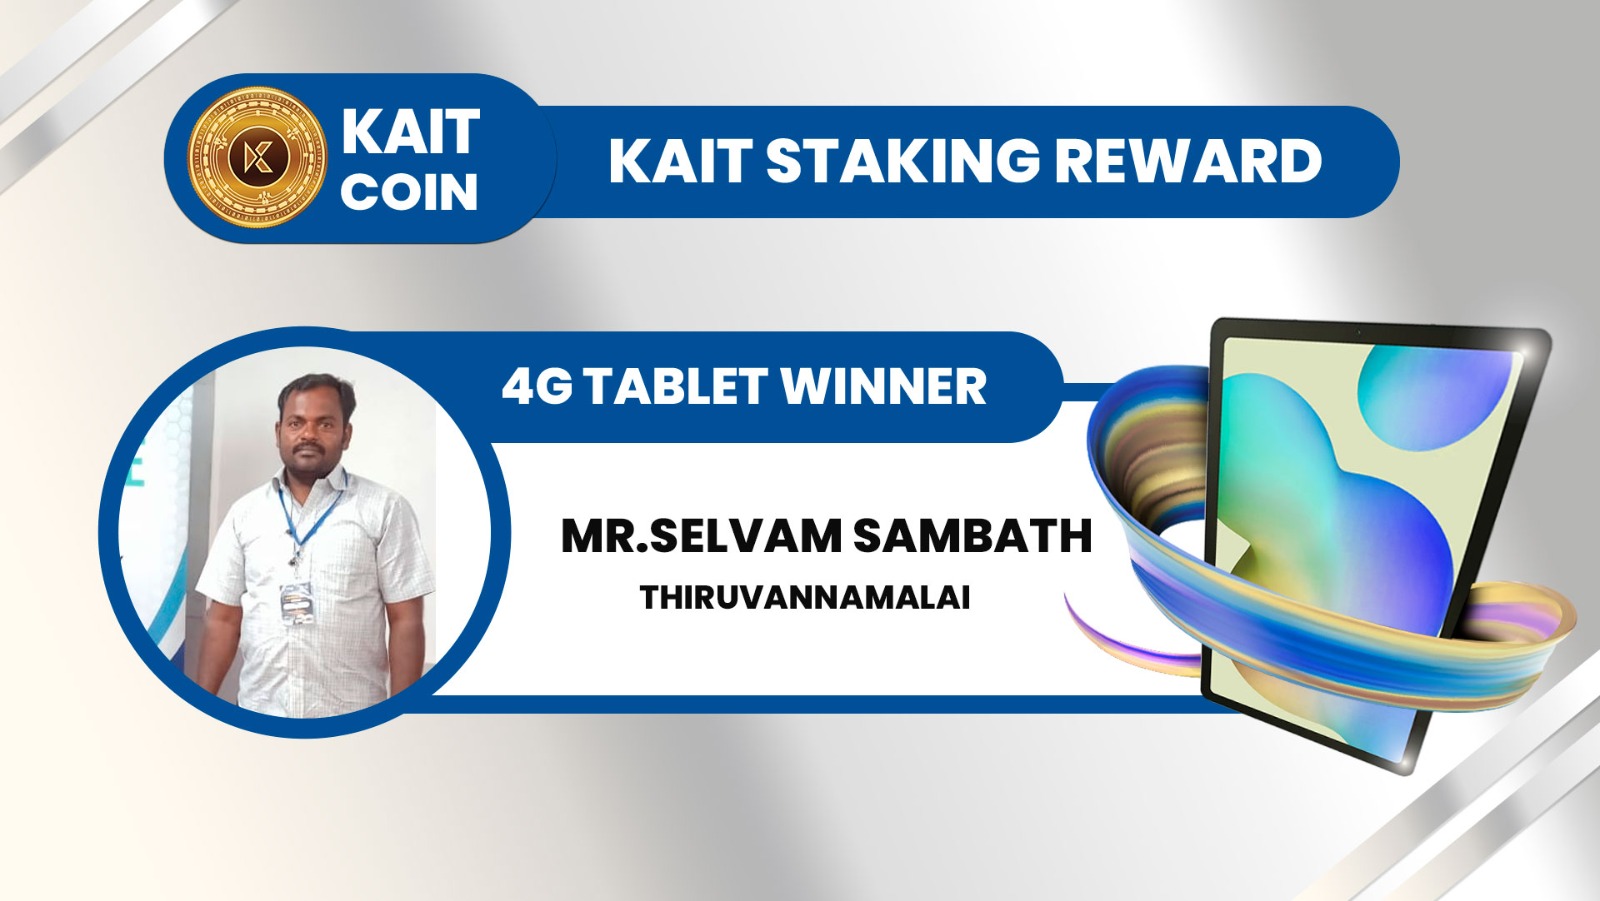 KAIT
COIN
KAIT STAKING REWARD
4G TABLET WINNER
MR.SELVAM SAMBATH
THIRUVANNAMALAI